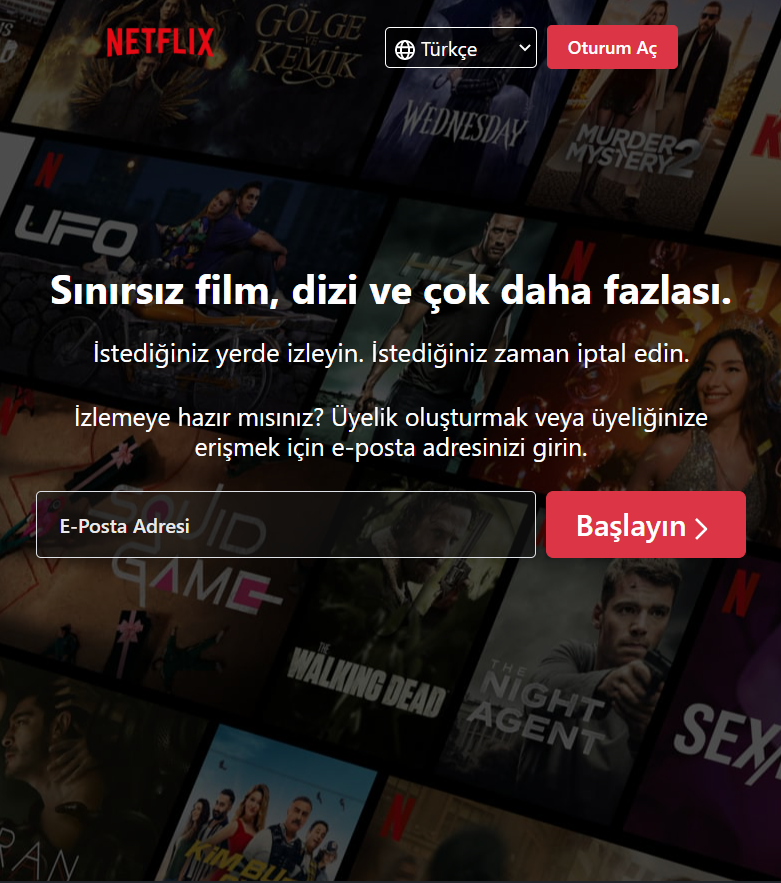 NETFLIX
Türkçe
Oturum Aç
GÖLGE
VE
KEMİK
WEDNESDAY
MURDER
MYSTERY 2
N
UFO
HIZ
N
Sınırsız film, dizi ve çok daha fazlası.
İstediğiniz yerde izleyin. İstediğiniz zaman iptal edin.
İzlemeye hazır mısınız? Üyelik oluşturmak veya üyeliğinize
erişmek için e-posta adresinizi girin.
E-Posta Adresi
Başlayın
SQUID
GAME
THE
WALKING DEAD
THE
NIGHT
AGENT
N
SEX/
N